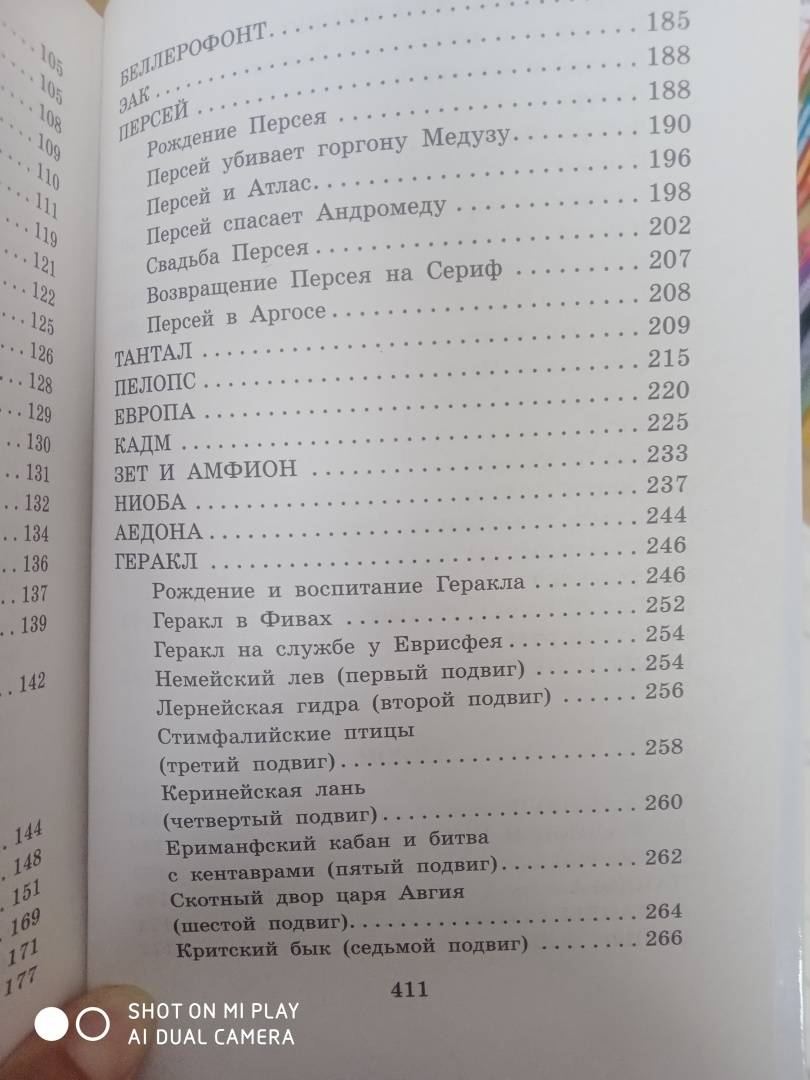 105
105
108
109
110
111
119
121
122
125
126
128
129
130
131
132
134
136
137
139
142
144
148
151
169
171
177
БЕЛЛЕРОФОНТ
ЭАК 185
ПЕРСЕЙ 188
Рождение Персея 188
Персей убивает горгону Медузу 190
Персей и Атлас 196
Персей спасает Андромеду 198
Свадьба Персея 202
Возвращение Персея на Сериф 207
Персей в Аргосе 208
ТАНТАЛ 209
ПЕЛОПС 215
ЕВРОПА 220
КАДМ 225
ЗЕТ И АМФИОН 233
НИОБА 237
АЕДОНА 244
ГЕРАКЛ 246
Рождение и воспитание Геракла 246
Геракл в Фивах 252
Геракл на службе у Еврисфея 254
Немейский лев (первый подвиг) 254
Лернейская гидра (второй подвиг) 256
Стимфалийские птицы
(третий подвиг) 258
Керинейская лань
(четвертый подвиг) 260
Ериманфский кабан и битва
с кентаврами (пятый подвиг) 262
Скотный двор царя Авгия
(шестой подвиг) 264
Критский бык (седьмой подвиг) 266
411
SHOT ON MI PLAY
AI DUAL CAMERA